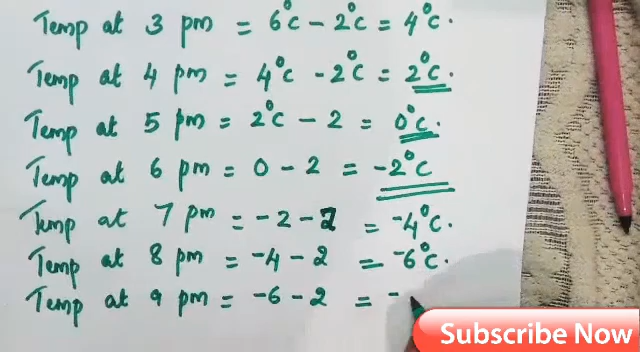 Temp at 3 pm = 6°C - 2°C = 4°C.
Temp at 4 pm = 4°C - 2°C = 2°C.
Temp at 5 pm = 2°C - 2 = 0°C.
Temp at 6 pm = 0 - 2 = -2°C
Temp at 7 pm = -2 - 2 = -4°C.
Temp at 8 pm = -4 - 2 = -6°C.
Temp at 9 pm = -6 - 2 = -
Subscribe Now